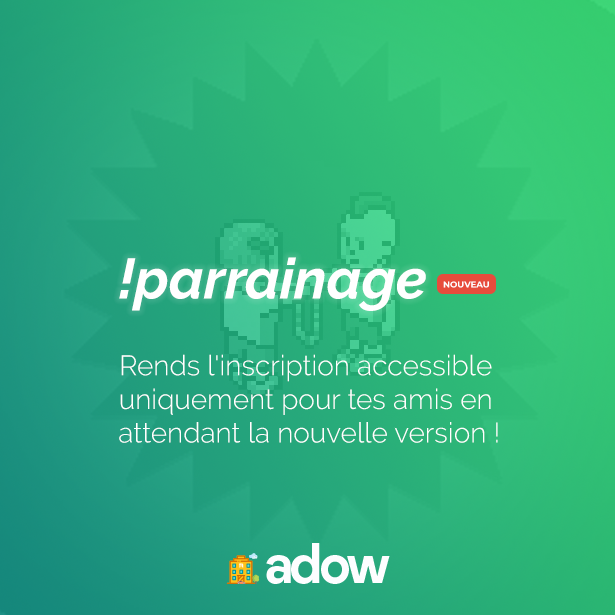 !parrainage NOUVEAU
Rends l'inscription accessible
uniquement pour tes amis en
attendant la nouvelle version !
adow